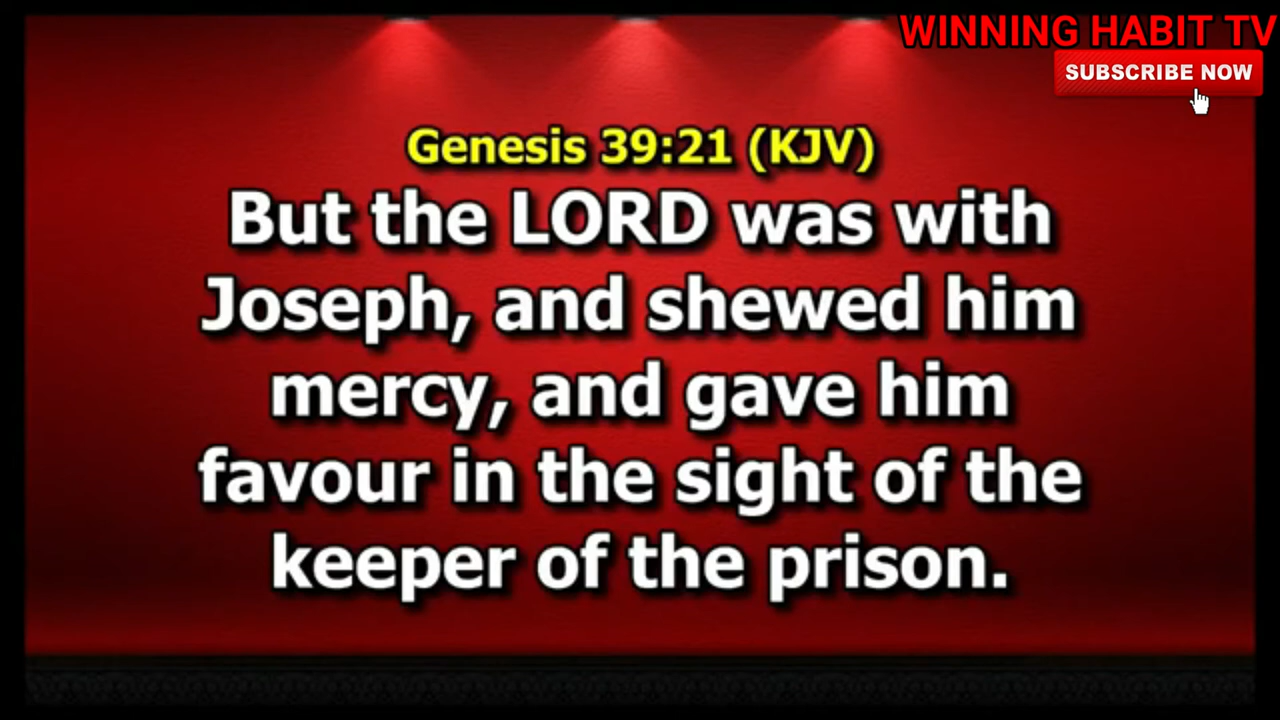 WINNING HABIT TV
SUBSCRIBE NOW
Genesis 39:21 (KJV)
But the LORD was with
Joseph, and shewed him
mercy, and gave him
favour in the sight of the
keeper of the prison.